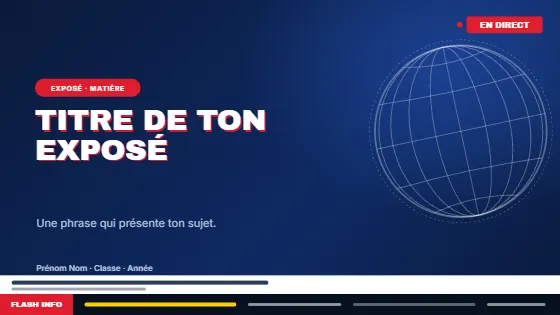 EN DIRECT
EXPOSÉ · MATIÈRE
TITRE DE TON
EXPOSÉ
Une phrase qui présente ton sujet.
Prénom Nom · Classe · Année
FLASH INFO